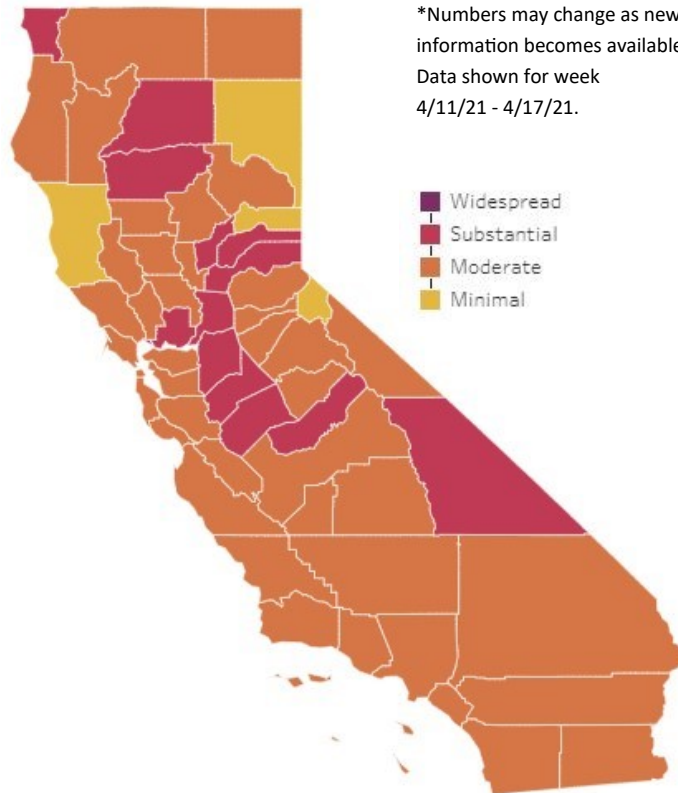 *Numbers may change as new
information becomes available
Data shown for week
4/11/21 - 4/17/21.
Widespread
Substantial
Moderate
Minimal